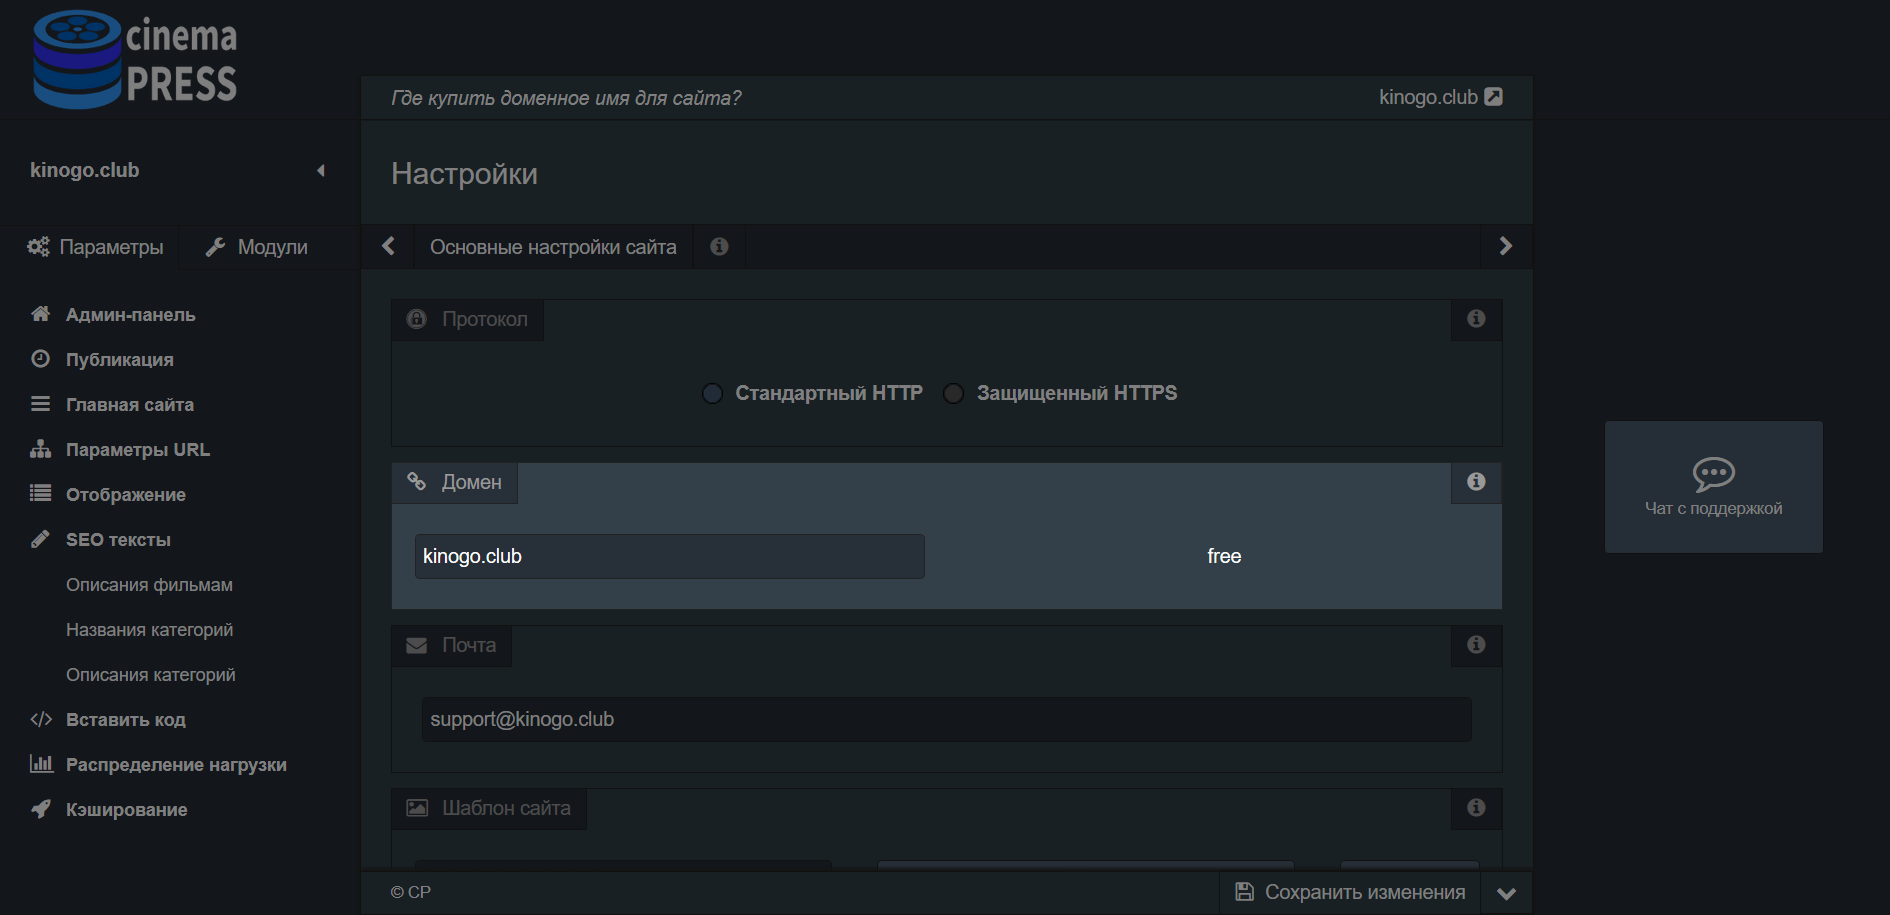 cinema
PRESS
Где купить доменное имя для сайта?
kinogo.club
kinogo.club
Настройки
Параметры
Модули
Основные настройки сайта
Админ-панель
Публикация
Главная сайта
Параметры URL
Отображение
SEO тексты
Описания фильмам
Названия категорий
Описания категорий
Вставить код
Распределение нагрузки
Кэширование
Протокол
Стандартный HTTP
Защищенный HTTPS
Домен
kinogo.club
free
Почта
support@kinogo.club
Шаблон сайта
© CP
Сохранить изменения
Чат с поддержкой